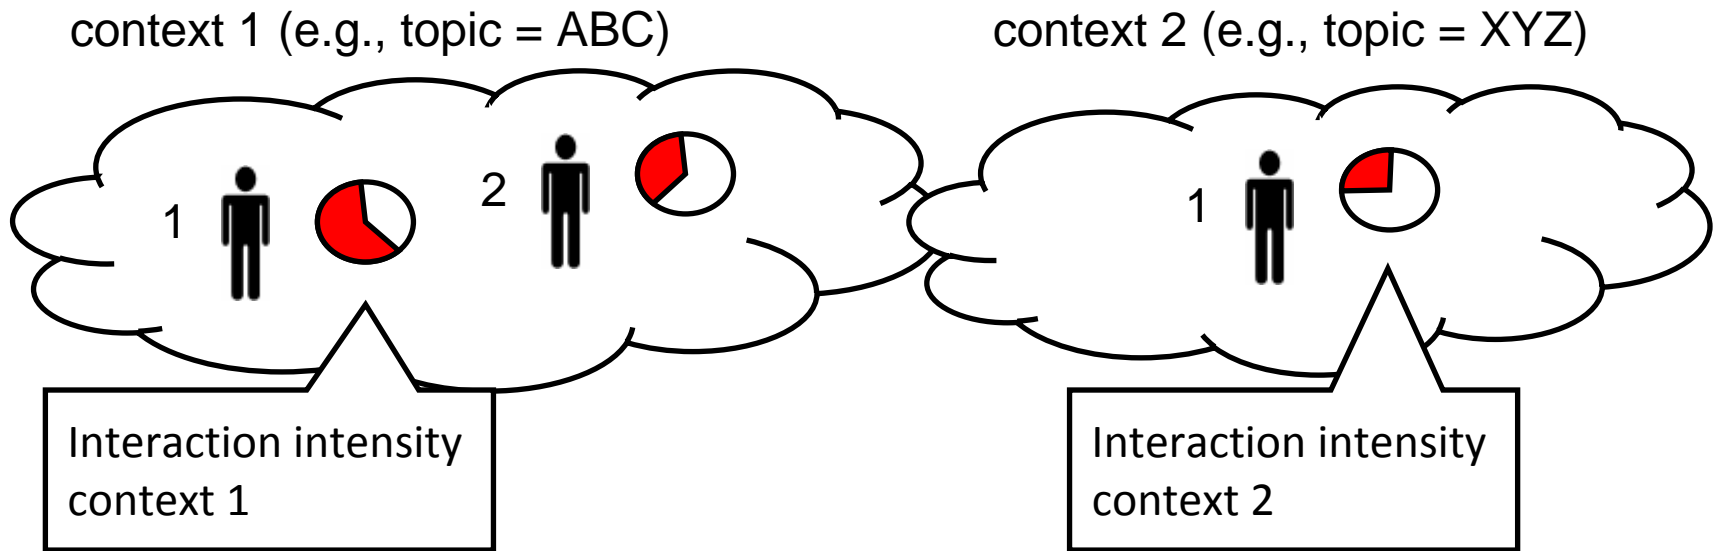 context 1 (e.g., topic = ABC)
context 2 (e.g., topic = XYZ)
1
2
1
Interaction intensity
context 1
Interaction intensity
context 2